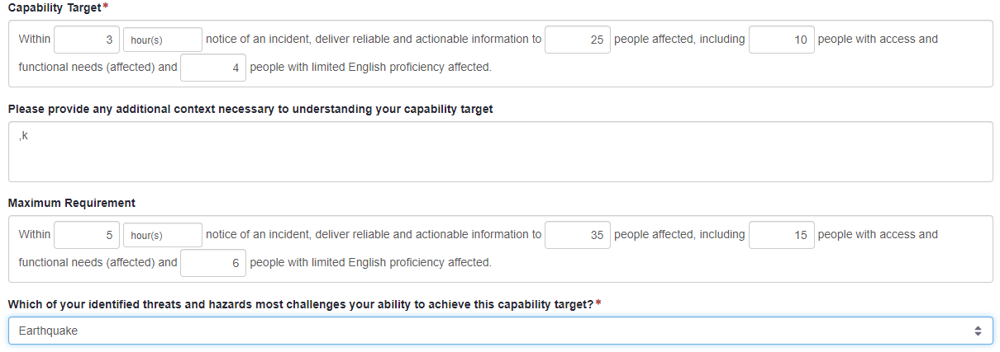 Capability Target*
Within 3 hour(s) notice of an incident, deliver reliable and actionable information to 25 people affected, including 10 people with access and
functional needs (affected) and 4 people with limited English proficiency affected.
Please provide any additional context necessary to understanding your capability target
,k
Maximum Requirement
Within 5 hour(s) notice of an incident, deliver reliable and actionable information to 35 people affected, including 15 people with access and
functional needs (affected) and 6 people with limited English proficiency affected.
Which of your identified threats and hazards most challenges your ability to achieve this capability target?*
Earthquake